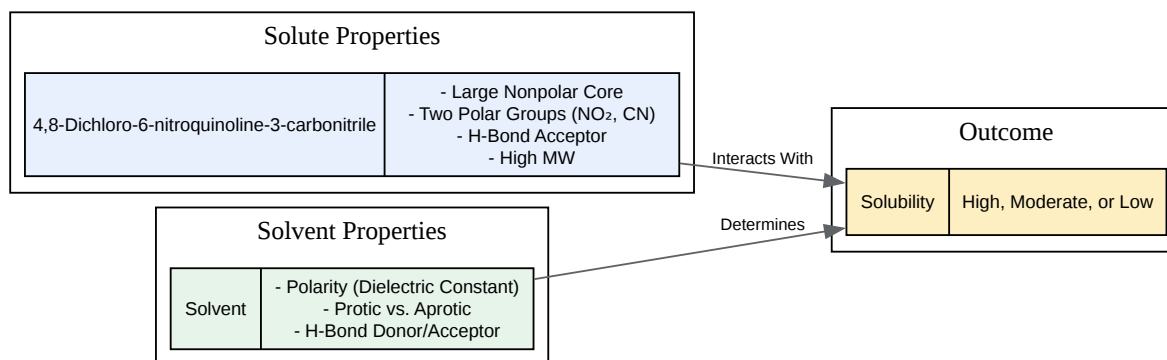 Solute Properties
4,8-Dichloro-6-nitroquinoline-3-carbonitrile
- Large Nonpolar Core
- Two Polar Groups (NO₂, CN)
- H-Bond Acceptor
- High MW
Interacts With
Outcome
Solubility
High, Moderate, or Low
Solvent Properties
Solvent
- Polarity (Dielectric Constant)
- Protic vs. Aprotic
- H-Bond Donor/Acceptor
Determines